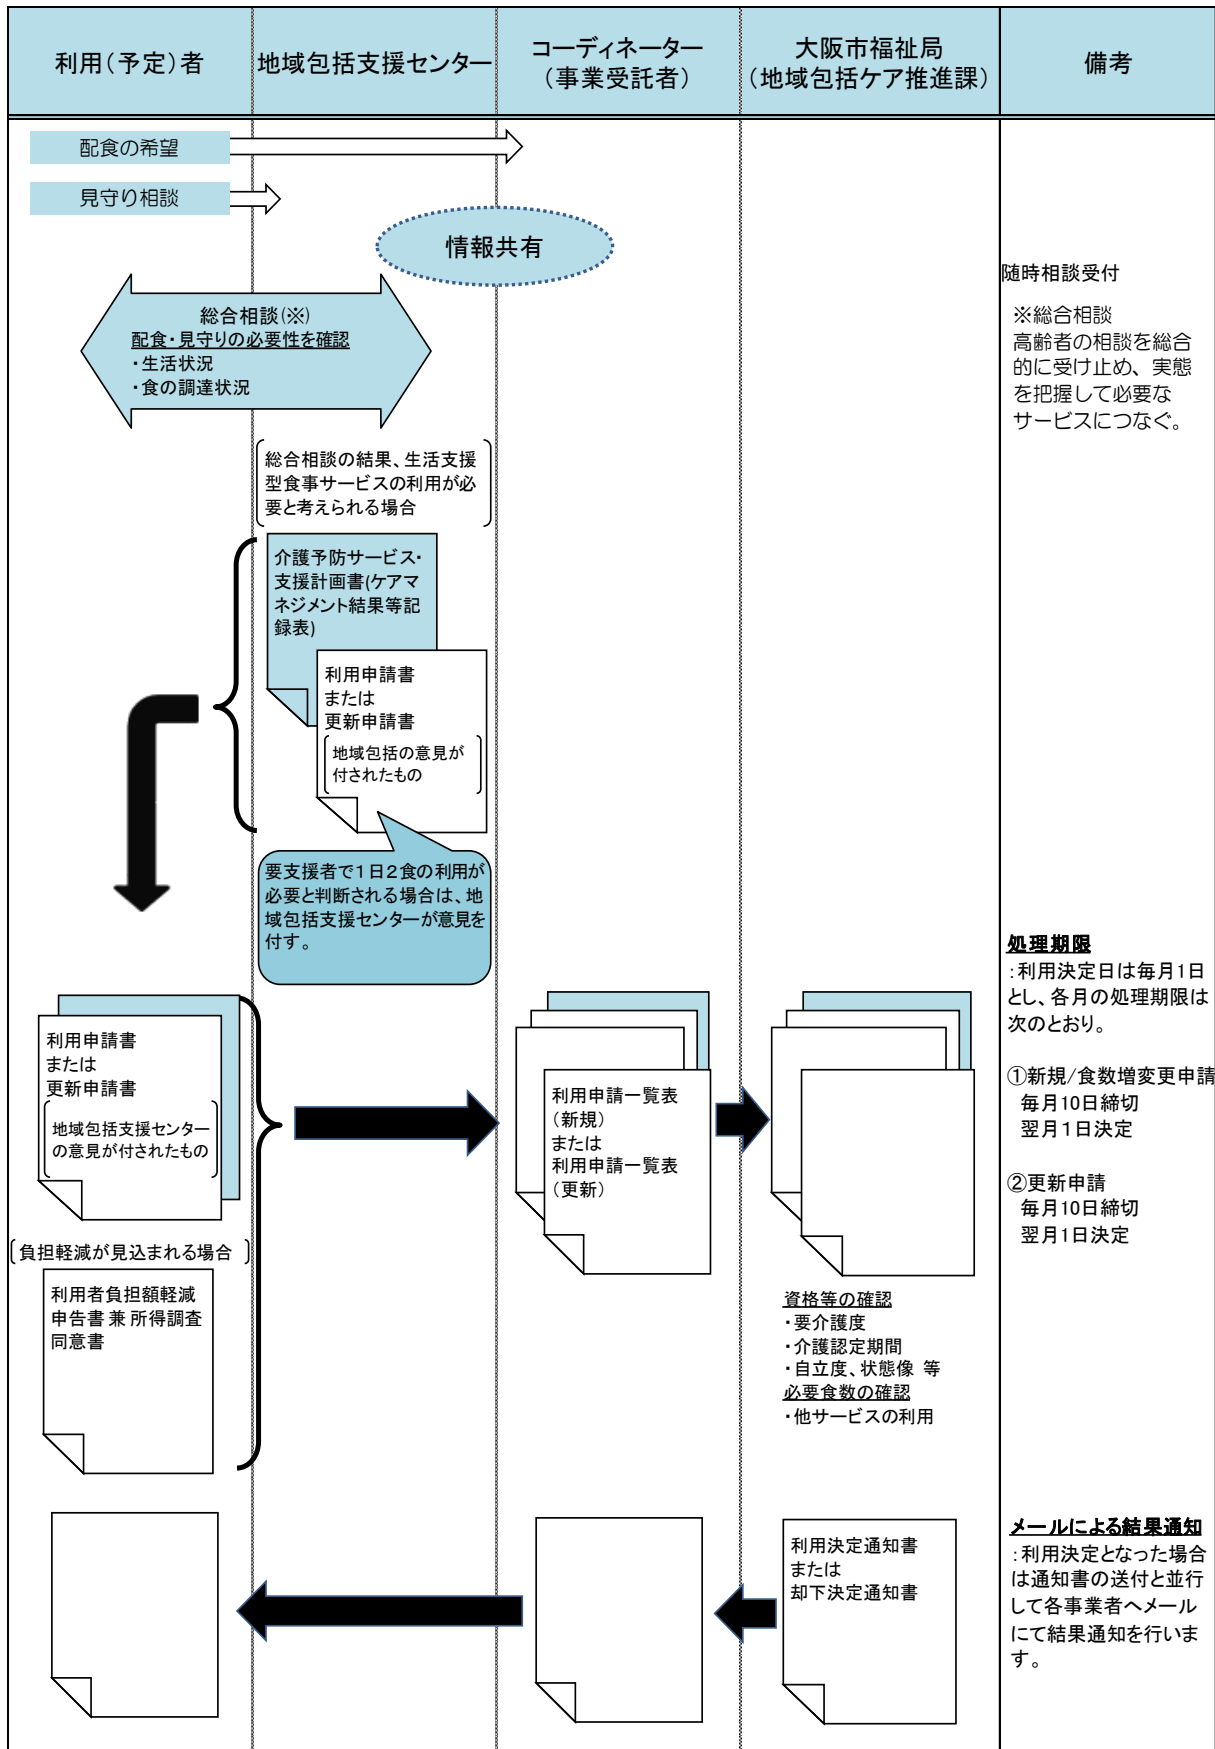 利用(予定)者
地域包括支援センター
コーディネーター
(事業受託者)
大阪市福祉局
(地域包括ケア推進課)
備考
配食の希望
見守り相談
情報共有
随時相談受付
総合相談(※)
配食・見守りの必要性を確認
・生活状況
・食の調達状況
※総合相談
高齢者の相談を総合
的に受け止め、実態
を把握して必要な
サービスにつなぐ。
総合相談の結果、生活支援
型食事サービスの利用が必
要と考えられる場合
介護予防サービス・
支援計画書(ケアマ
ネジメント結果等記
録表)
利用申請書
または
更新申請書
地域包括の意見が
付されたもの
要支援者で1日2食の利用が
必要と判断される場合は、地
域包括支援センターが意見を
付す。
処理期限
:利用決定日は毎月1日
とし、各月の処理期限は
次のとおり。
①新規/食数増変更申請
毎月10日締切
翌月1日決定
②更新申請
毎月10日締切
翌月1日決定
利用申請書
または
更新申請書
地域包括支援センター
の意見が付されたもの
利用申請一覧表
(新規)
または
利用申請一覧表
(更新)
負担軽減が見込まれる場合
利用者負担額軽減
申告書 兼 所得調査
同意書
資格等の確認
・要介護度
・介護認定期間
・自立度、状態像 等
必要食数の確認
・他サービスの利用
利用決定通知書
または
却下決定通知書
メールによる結果通知
:利用決定となった場合
は通知書の送付と並行
して各事業者へメール
にて結果通知を行いま
す。